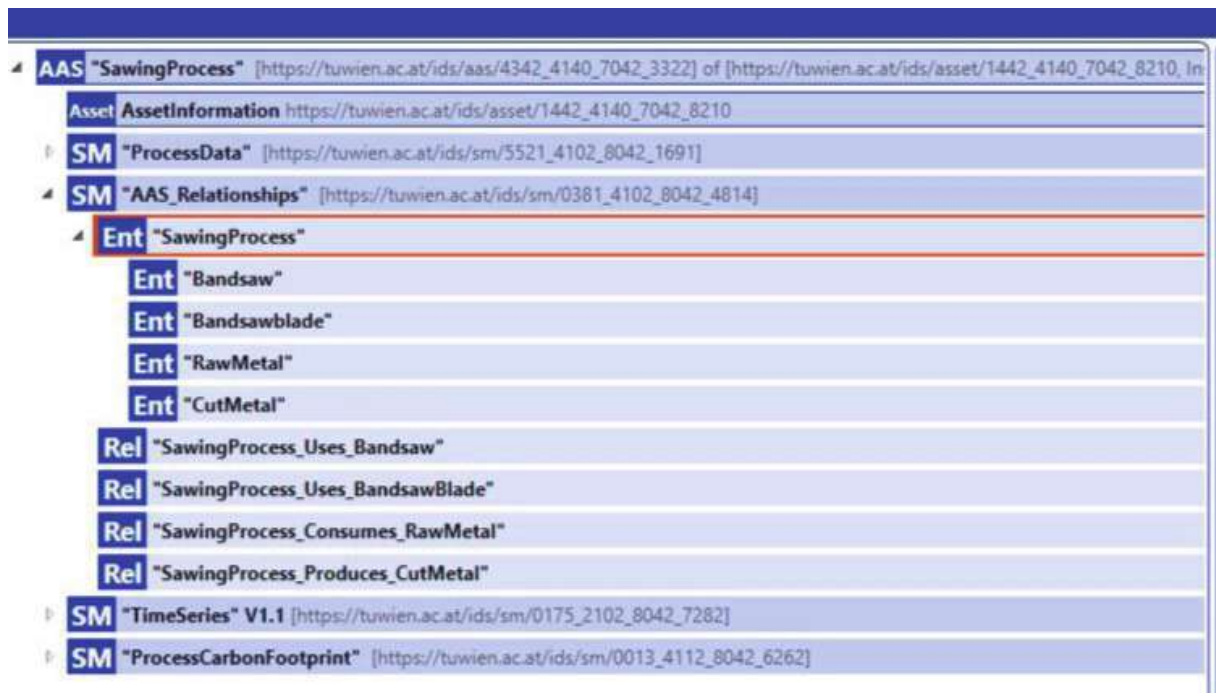 AAS "SawingProcess" [https://tuwien.ac.at/ids/aas/4342_4140_7042_3322] of [https://tuwien.ac.at/ids/asset/1442_4140_7042_8210, In
Asset AssetInformation https://tuwien.ac.at/ids/asset/1442_4140_7042_8210
SM "ProcessData" [https://tuwien.ac.at/ids/sm/5521_4102_8042_1691]
SM "AAS_Relationships" [https://tuwien.ac.at/ids/sm/0381_4102_8042_4814]
Ent "SawingProcess"
Ent "Bandsaw"
Ent "Bandsawblade"
Ent "RawMetal"
Ent "CutMetal"
Rel "SawingProcess_Uses_Bandsaw"
Rel "SawingProcess_Uses_BandsawBlade"
Rel "SawingProcess_Consumes_RawMetal"
Rel "SawingProcess_Produces_CutMetal"
SM "TimeSeries" V1.1 [https://tuwien.ac.at/ids/sm/0175_2102_8042_7282]
SM "ProcessCarbonFootprint" [https://tuwien.ac.at/ids/sm/0013_4112_8042_6262]